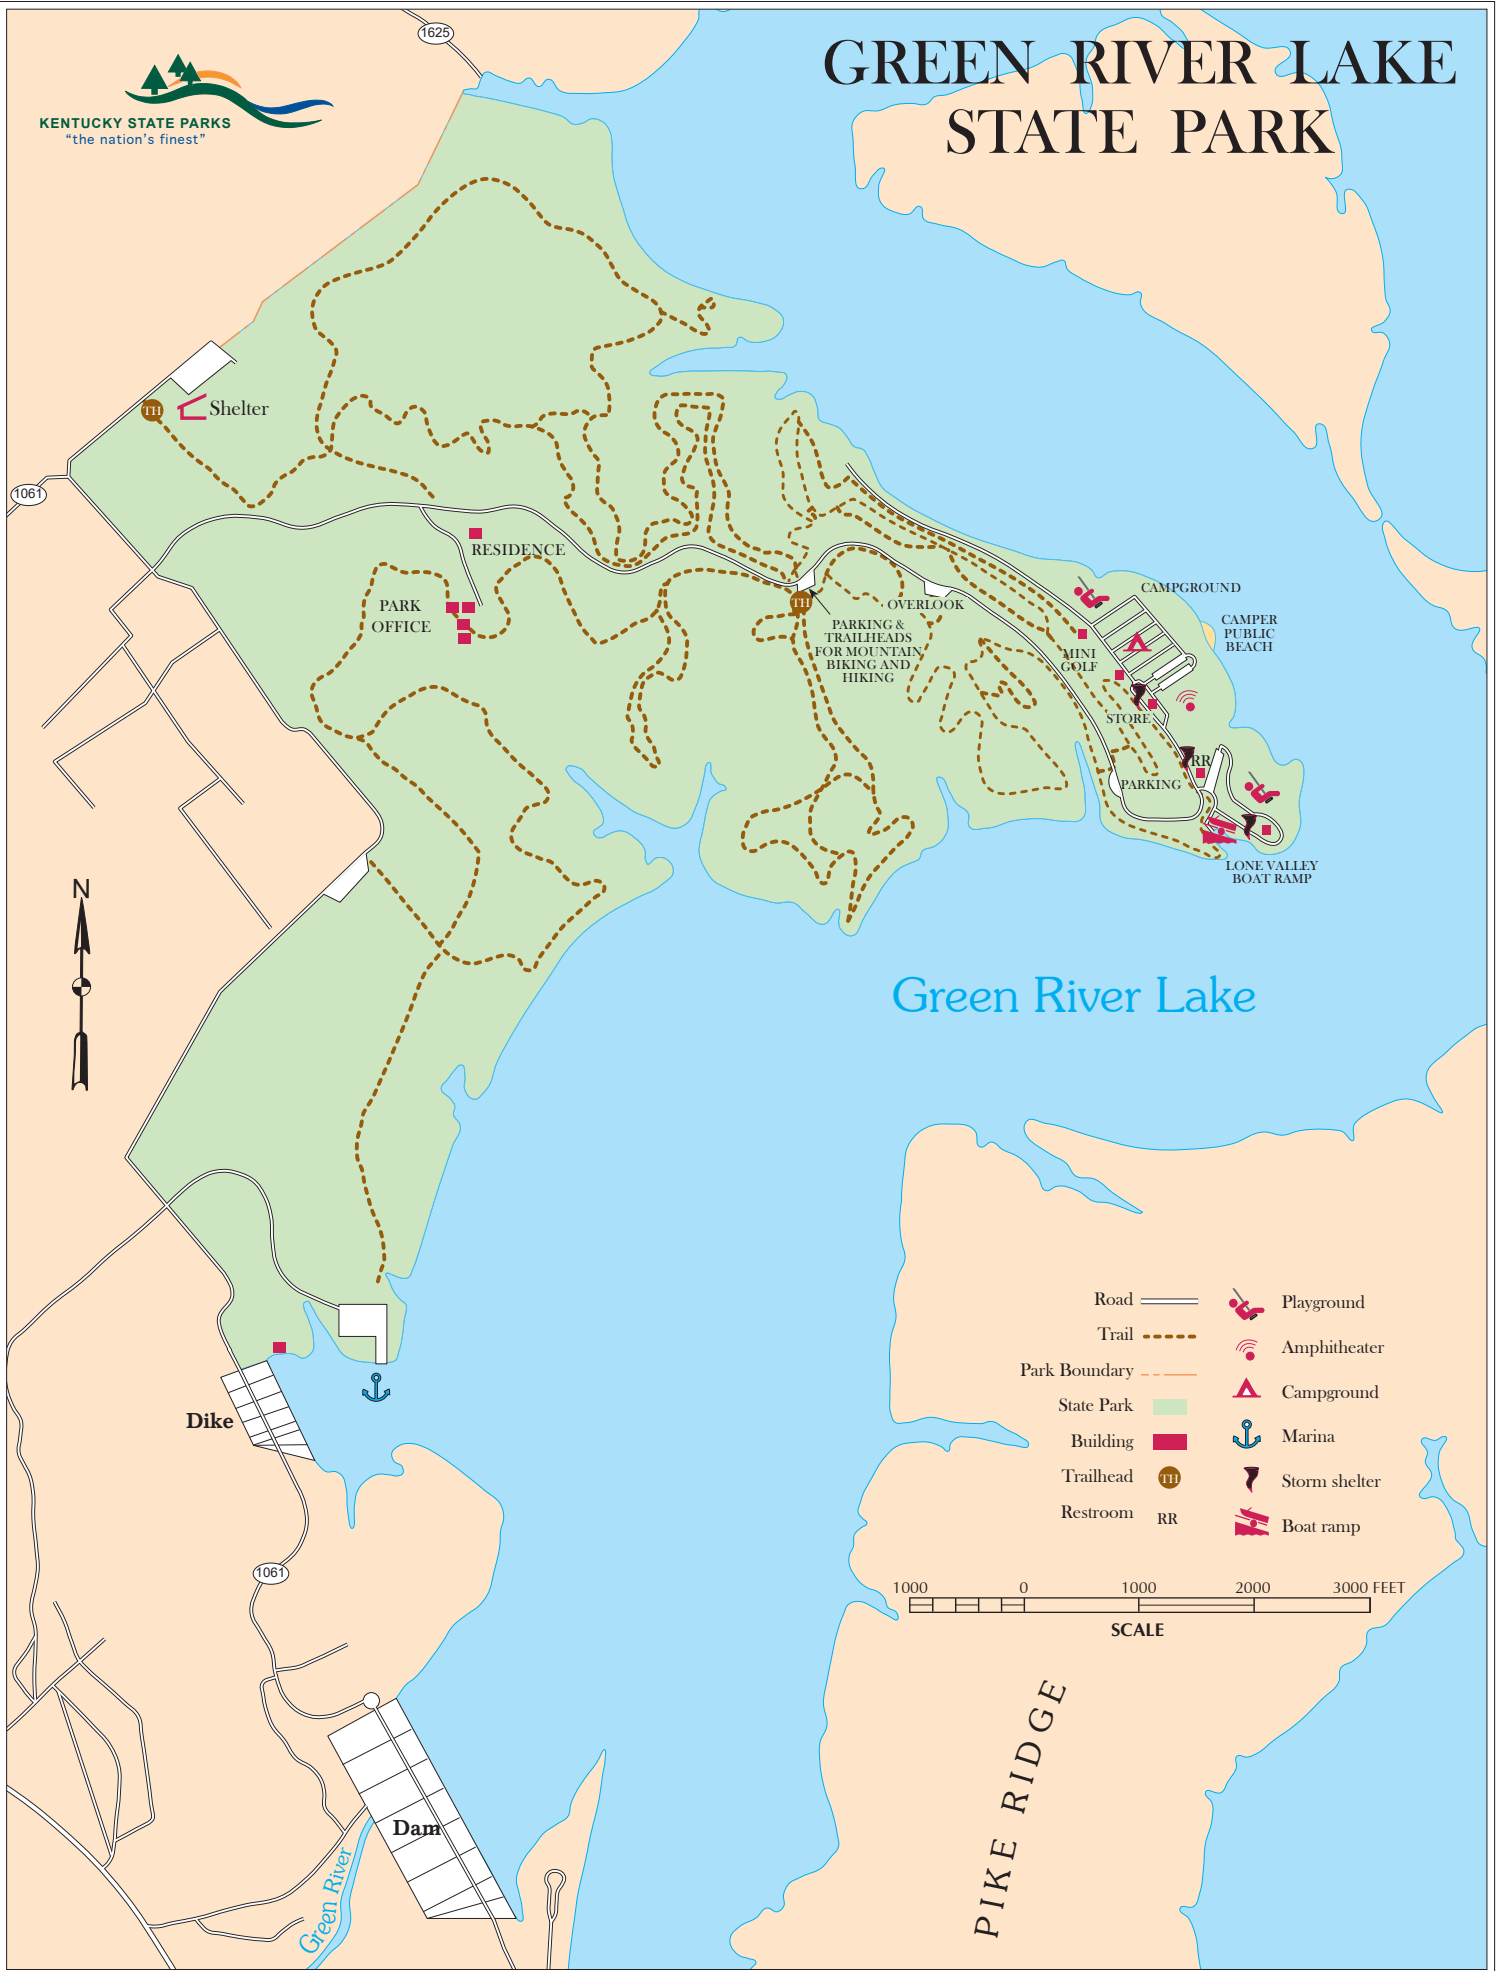 1625
GREEN RIVER LAKE
STATE PARK
KENTUCKY STATE PARKS
“the nation’s finest”
TH
Shelter
1061
RESIDENCE
PARK
OFFICE
TH
OVERLOOK
PARKING &
TRAILHEADS
FOR MOUNTAIN
BIKING AND
HIKING
CAMPGROUND
CAMPER
PUBLIC
BEACH
MINI
GOLF
STORE
RR
PARKING
LONE VALLEY
BOAT RAMP
N
Green River Lake
Road
Trail
Park Boundary
State Park
Building
Trailhead
TH
Restroom
RR
Playground
Amphitheater
Campground
Marina
Storm shelter
Boat ramp
Dike
1061
1000 0 1000 2000 3000 FEET
SCALE
PIKE RIDGE
Dam
Green River